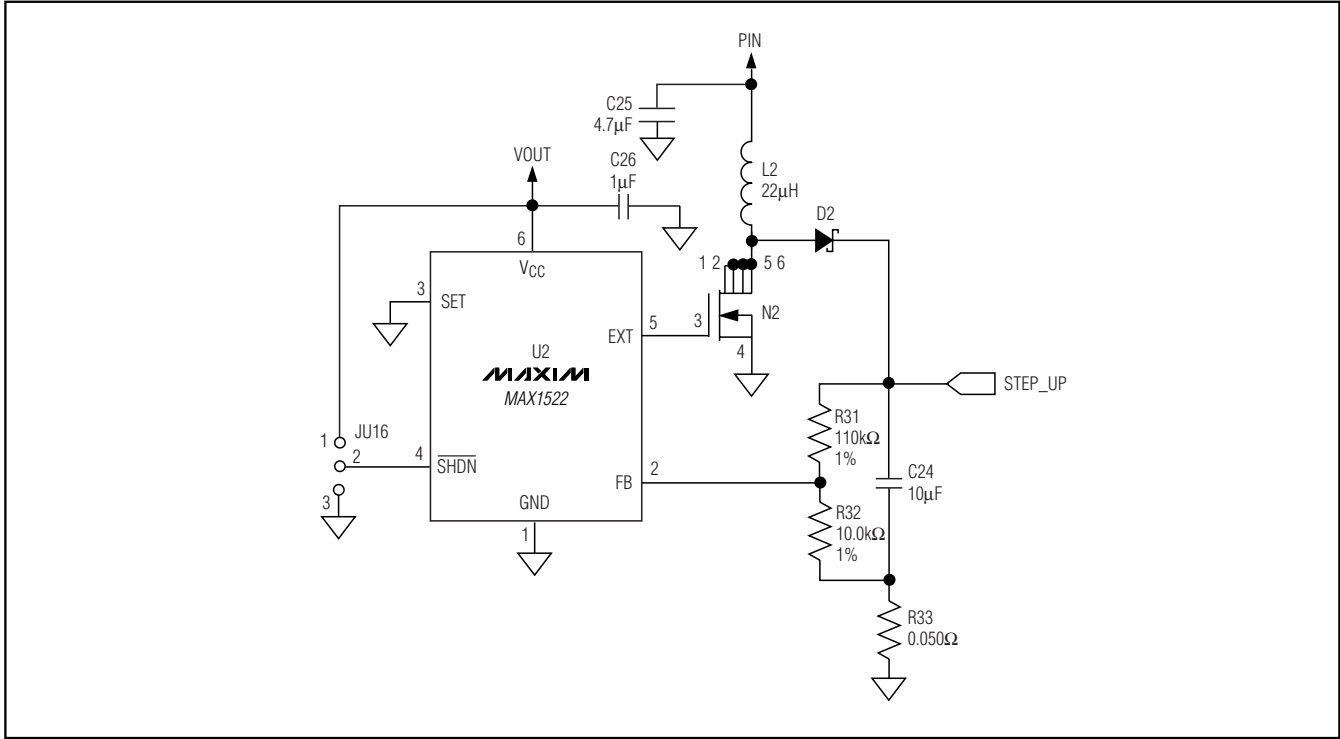 PIN
C25
4.7μF
VOUT
C26
1μF
L2
22μH
D2
6
VCC
1 2
5 6
3
SET
N2
5
3
EXT
4
U2
MAXIM
MAX1522
STEP_UP
R31
110kΩ
1%
1
JU16
2
4
SHDN
2
FB
C24
10μF
3
GND
R32
10.0kΩ
1%
1
R33
0.050Ω